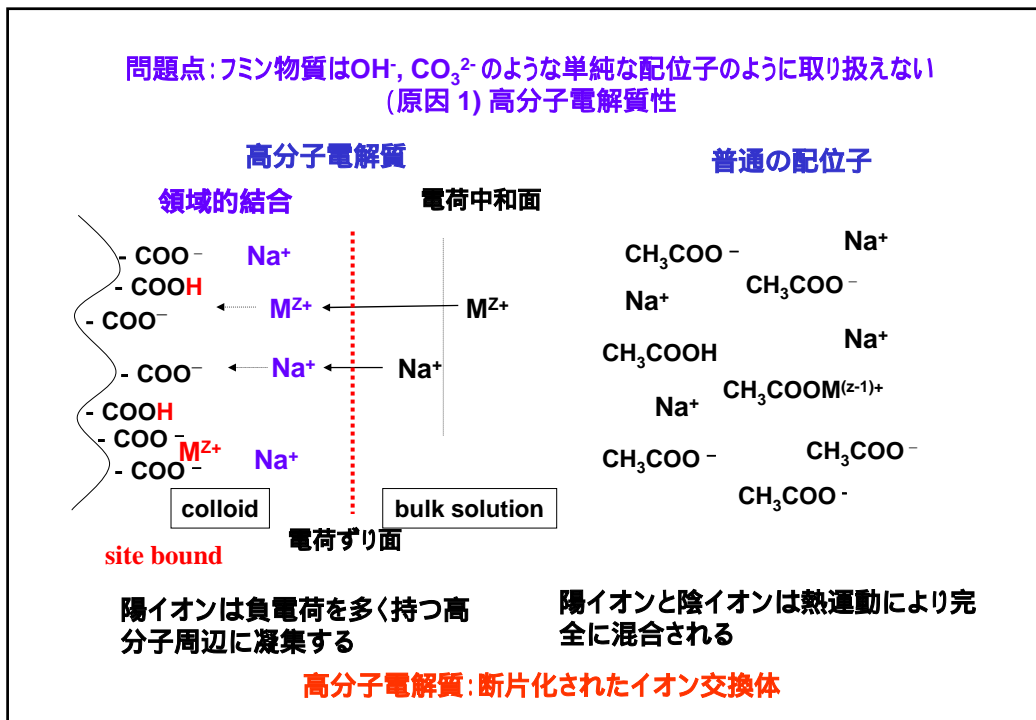 問題点：フミン物質はOH⁻, CO₃²⁻ のような単純な配位子のように取り扱えない
(原因 1) 高分子電解質性
高分子電解質
領域的結合
電荷中和面
- COO⁻
Na⁺
- COOH
M^Z+
M^Z+
- COO⁻
- COO⁻
Na⁺
Na⁺
- COOH
- COO⁻
M^Z+
- COO⁻
Na⁺
colloid
bulk solution
電荷ずり面
site bound
陽イオンは負電荷を多く持つ高
分子周辺に凝集する
普通の配位子
CH₃COO⁻
Na⁺
CH₃COO⁻
Na⁺
Na⁺
CH₃COOH
CH₃COOM^(z-1)+
Na⁺
CH₃COO⁻
CH₃COO⁻
CH₃COO⁻
陽イオンと陰イオンは熱運動により完
全に混合される
高分子電解質：断片化されたイオン交換体